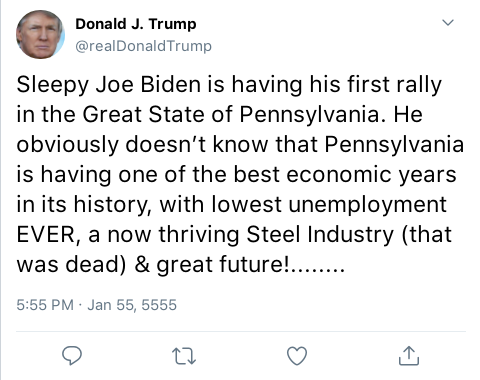 Donald J. Trump
@realDonaldTrump
Sleepy Joe Biden is having his first rally
in the Great State of Pennsylvania. He
obviously doesn’t know that Pennsylvania
is having one of the best economic years
in its history, with lowest unemployment
EVER, a now thriving Steel Industry (that
was dead) & great future!........
5:55 PM · Jan 55, 5555